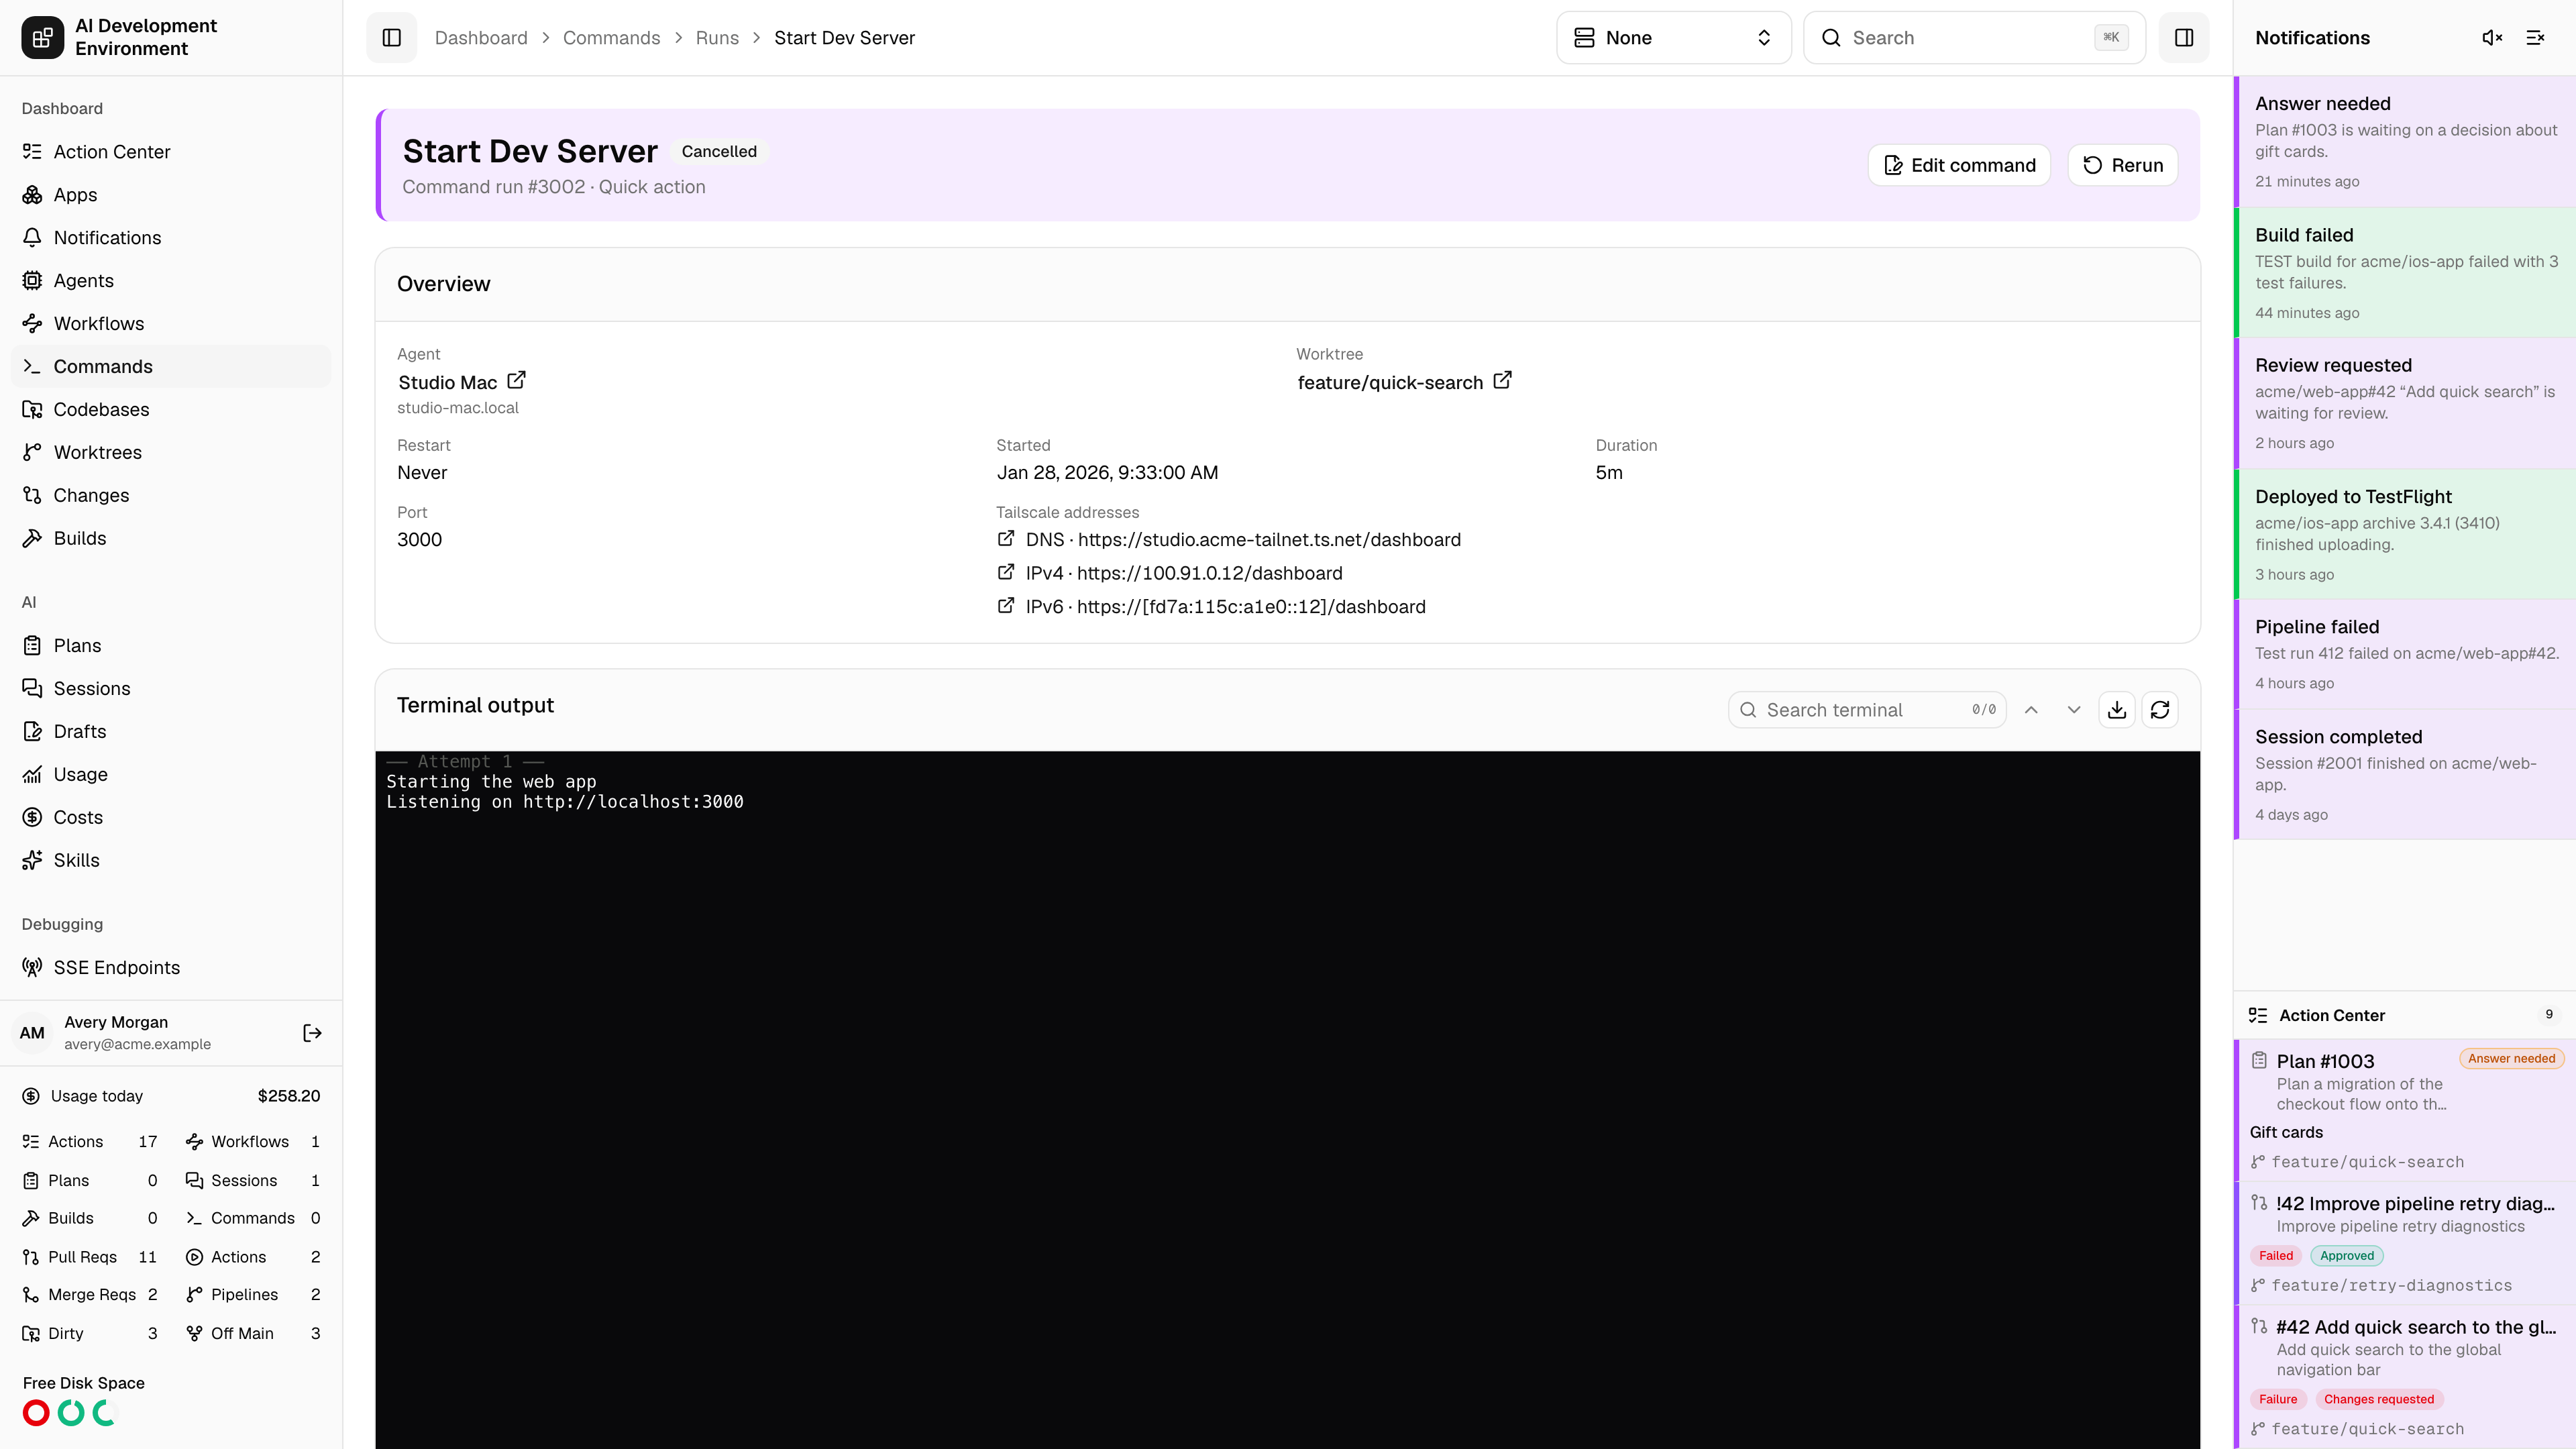 AI Development
Environment
Dashboard
Action Center
Apps
Notifications
Agents
Workflows
Commands
Codebases
Worktrees
Changes
Builds
AI
Plans
Sessions
Drafts
Usage
Costs
Skills
Debugging
SSE Endpoints
AM
Avery Morgan
avery@acme.example
Usage today $258.20
Actions 17 Workflows 1
Plans 0 Sessions 1
Builds 0 Commands 0
Pull Reqs 11 Actions 2
Merge Reqs 2 Pipelines 2
Dirty 3 Off Main 3
Free Disk Space
Dashboard > Commands > Runs > Start Dev Server
None
Search ⌘K
Start Dev Server Cancelled
Command run #3002 · Quick action
Edit command
Rerun
Overview
Agent
Studio Mac
studio-mac.local
Worktree
feature/quick-search
Restart
Never
Started
Jan 28, 2026, 9:33:00 AM
Duration
5m
Port
3000
Tailscale addresses
DNS · https://studio.acme-tailnet.ts.net/dashboard
IPv4 · https://100.91.0.12/dashboard
IPv6 · https://[fd7a:115c:a1e0::12]/dashboard
Terminal output
Search terminal 0/0
—— Attempt 1 ——
Starting the web app
Listening on http://localhost:3000
Notifications
Answer needed
Plan #1003 is waiting on a decision about
gift cards.
21 minutes ago
Build failed
TEST build for acme/ios-app failed with 3
test failures.
44 minutes ago
Review requested
acme/web-app#42 “Add quick search” is
waiting for review.
2 hours ago
Deployed to TestFlight
acme/ios-app archive 3.4.1 (3410)
finished uploading.
3 hours ago
Pipeline failed
Test run 412 failed on acme/web-app#42.
4 hours ago
Session completed
Session #2001 finished on acme/web-
app.
4 days ago
Action Center 9
Plan #1003 Answer needed
Plan a migration of the
checkout flow onto th...
Gift cards
feature/quick-search
!42 Improve pipeline retry diag...
Improve pipeline retry diagnostics
Failed Approved
feature/retry-diagnostics
#42 Add quick search to the gl...
Add quick search to the global
navigation bar
Failure Changes requested
feature/quick-search